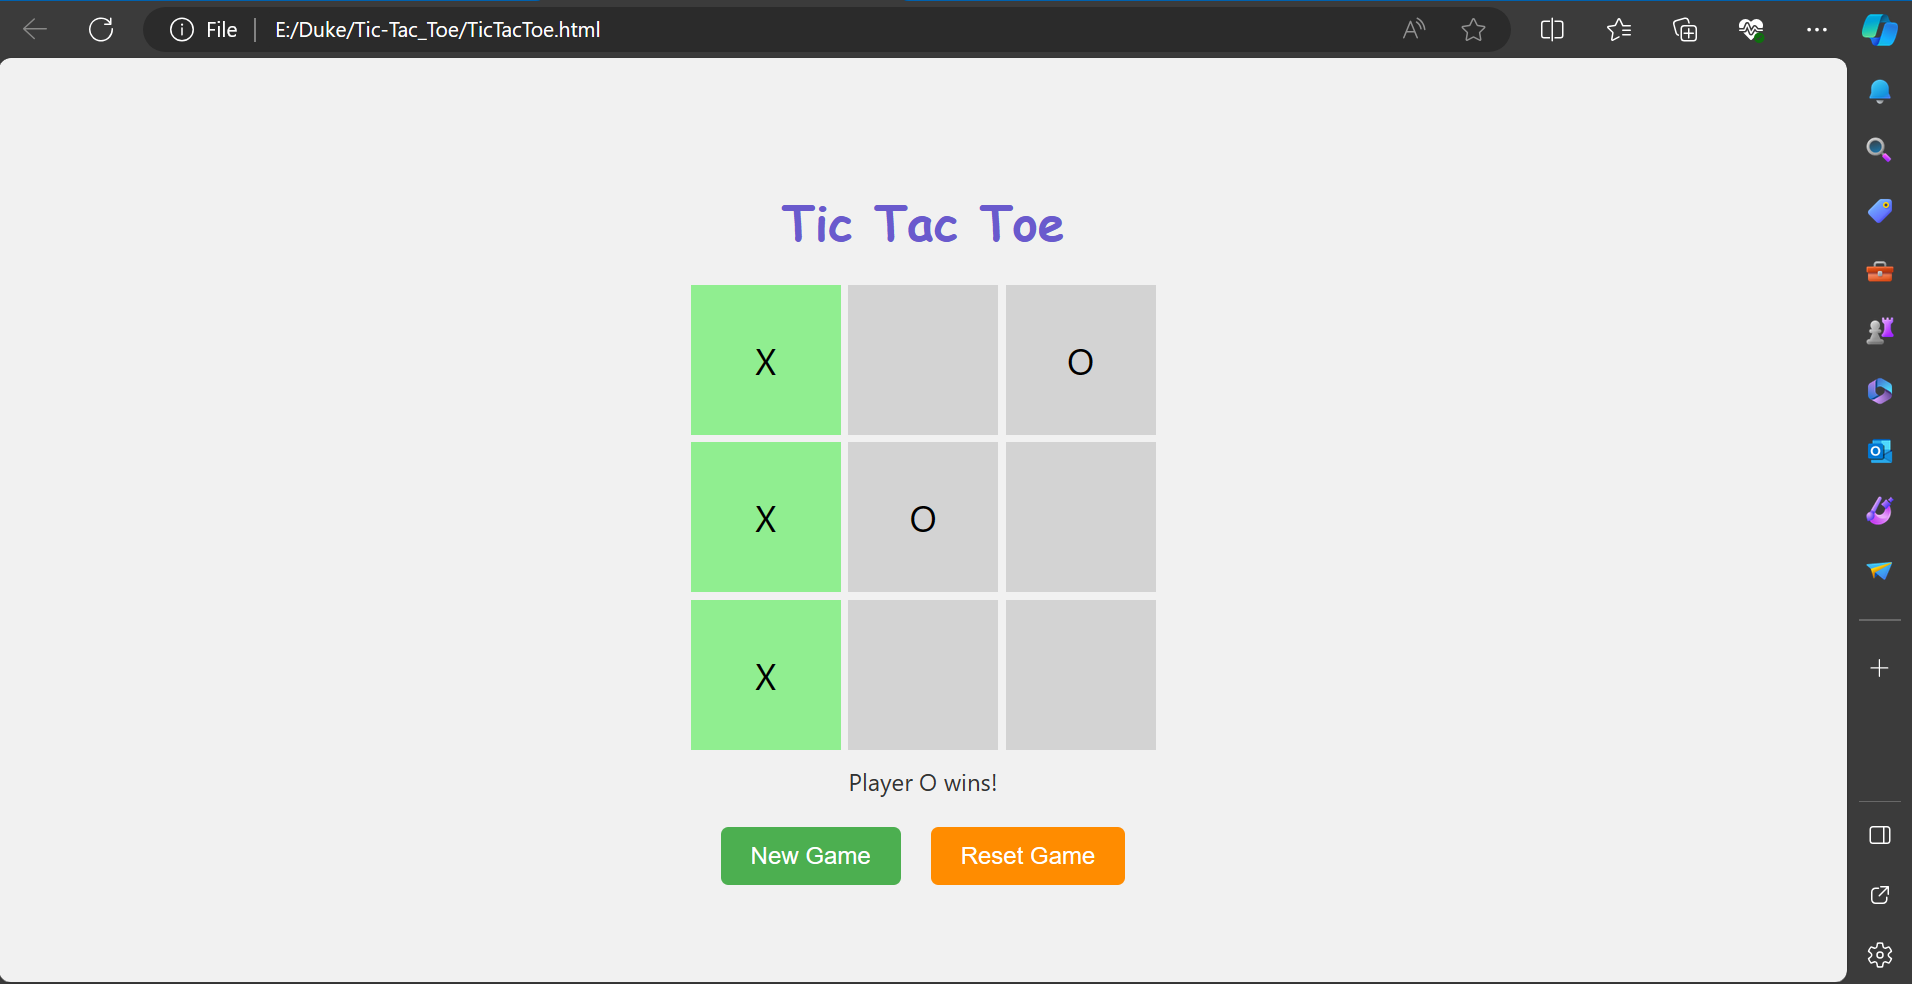 File E:/Duke/Tic-Tac_Toe/TicTacToe.html
Tic Tac Toe
X O
X O
X
Player O wins!
New Game Reset Game